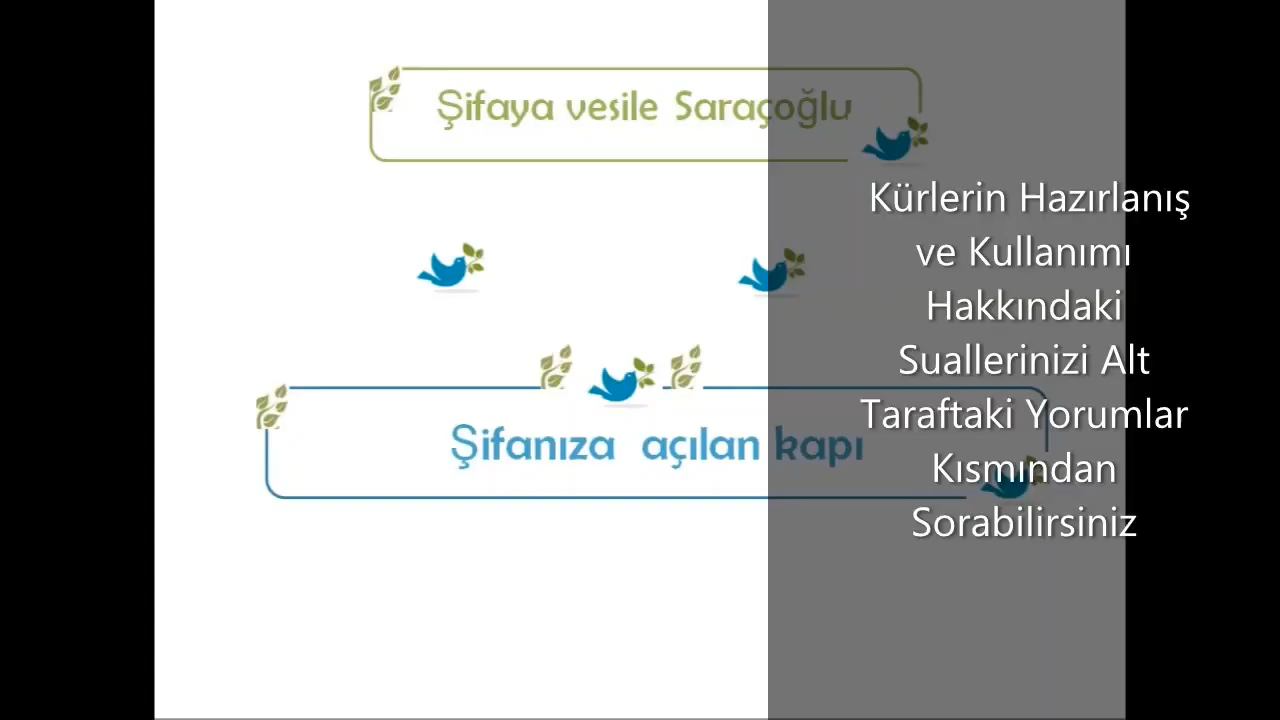 Şifaya vesile Saraçoğlu
Kürlerin Hazırlanış
ve Kullanımı
Hakkındaki
Suallerinizi Alt
Taraftaki Yorumlar
Kısmından
Sorabilirsiniz
Şifanıza açılan kapı